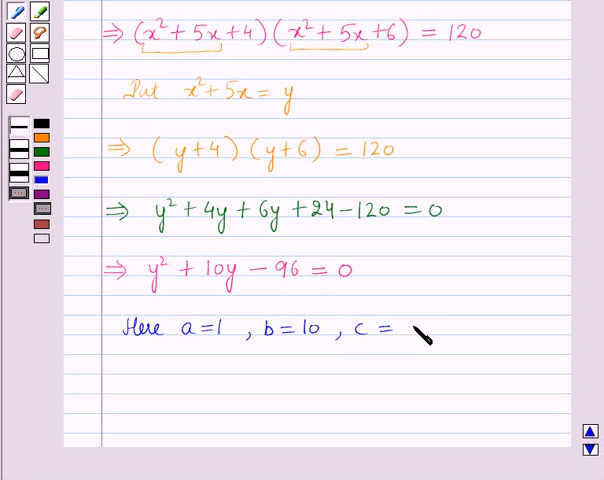 ⇒ (x² + 5x + 4) (x² + 5x + 6) = 120
Put x² + 5x = y
⇒ (y + 4) (y + 6) = 120
⇒ y² + 4y + 6y + 24 - 120 = 0
⇒ y² + 10y - 96 = 0
Here a = 1 , b = 10 , c =